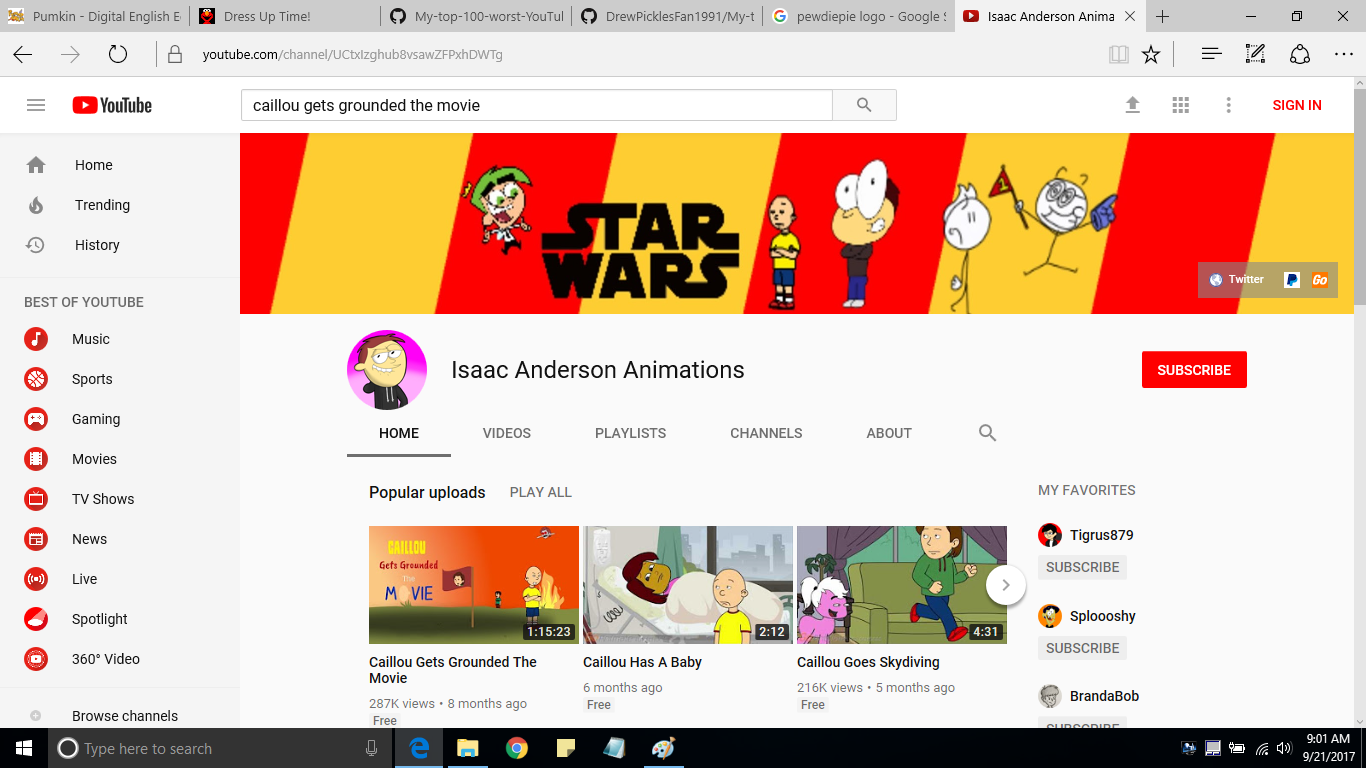 Pumkin - Digital English E
Dress Up Time!
My-top-100-worst-YouTul
DrewPicklesFan1991/My-t
pewdiepie logo - Google S
Isaac Anderson Anima
youtube.com/channel/UCtxIzghub8vsawZFPxhDWTg
YouTube
caillou gets grounded the movie
SIGN IN
Home
Trending
History
BEST OF YOUTUBE
Music
Sports
Gaming
Movies
TV Shows
News
Live
Spotlight
360° Video
Browse channels
STAR
WARS
1
Twitter
Go
Isaac Anderson Animations
SUBSCRIBE
HOME
VIDEOS
PLAYLISTS
CHANNELS
ABOUT
Popular uploads
PLAY ALL
CAILLOU
Gets Grounded
The
MOVIE
1:15:23
Caillou Gets Grounded The
Movie
287K views • 8 months ago
Free
2:12
Caillou Has A Baby
6 months ago
Free
4:31
Caillou Goes Skydiving
216K views • 5 months ago
Free
MY FAVORITES
Tigrus879
SUBSCRIBE
Sploooshy
SUBSCRIBE
BrandaBob
SUBSCRIBE
Type here to search
9:01 AM
9/21/2017